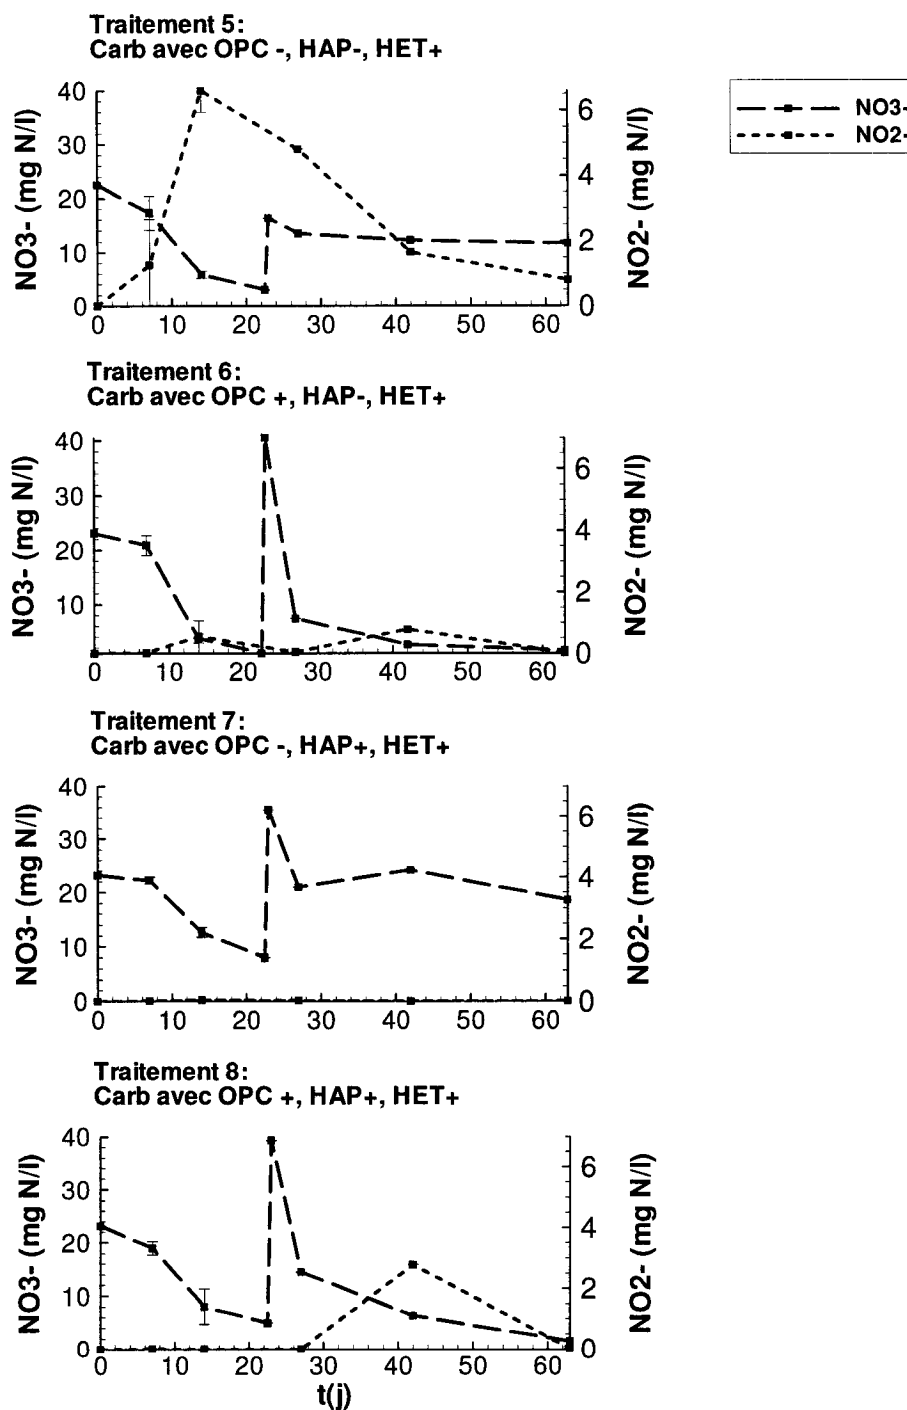 Traitement 5:
Carb avec OPC -, HAP-, HET+
NO3-
NO2-
40
30
20
10
0
NO3- (mg N/l)
6
4
2
0
NO2- (mg N/l)
0 10 20 30 40 50 60
Traitement 6:
Carb avec OPC +, HAP-, HET+
40
30
20
10
NO3- (mg N/l)
6
4
2
0
NO2- (mg N/l)
0 10 20 30 40 50 60
Traitement 7:
Carb avec OPC -, HAP+, HET+
40
30
20
10
0
NO3- (mg N/l)
6
4
2
0
NO2- (mg N/l)
0 10 20 30 40 50 60
Traitement 8:
Carb avec OPC +, HAP+, HET+
40
30
20
10
0
NO3- (mg N/l)
6
4
2
0
NO2- (mg N/l)
0 10 20 30 40 50 60
t(j)